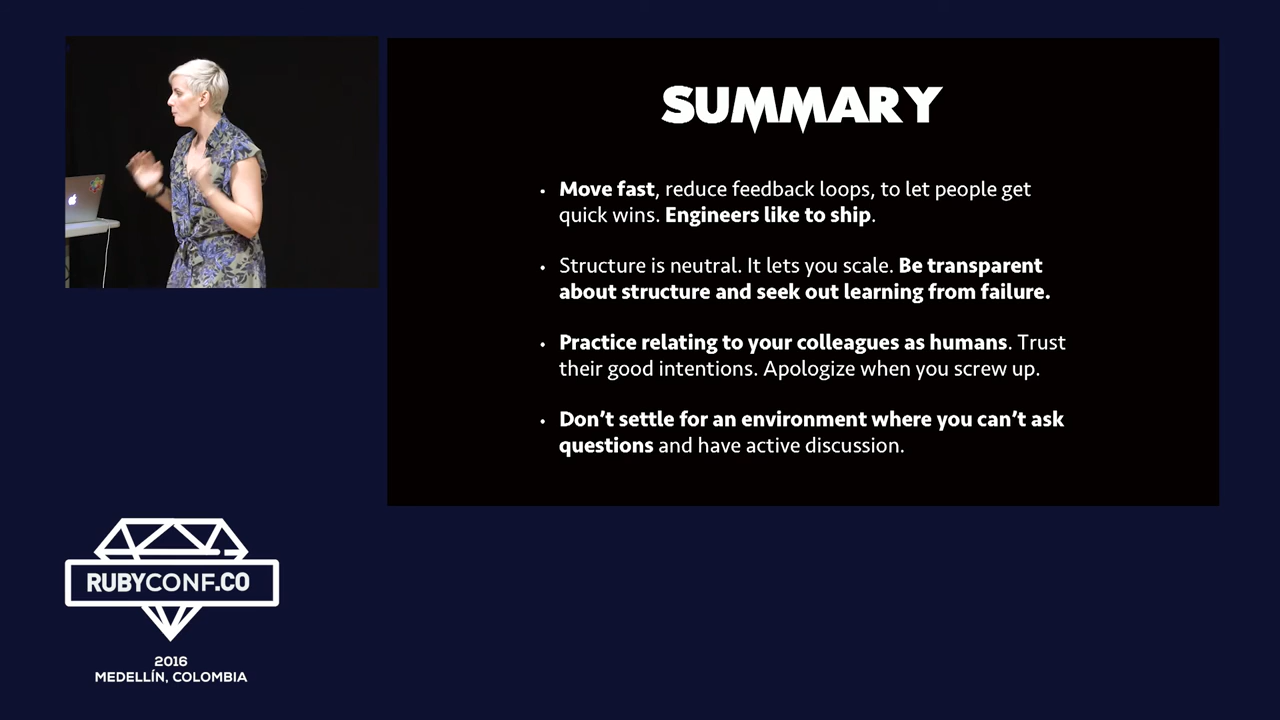 SUMMARY
• Move fast, reduce feedback loops, to let people get
quick wins. Engineers like to ship.
• Structure is neutral. It lets you scale. Be transparent
about structure and seek out learning from failure.
• Practice relating to your colleagues as humans. Trust
their good intentions. Apologize when you screw up.
• Don’t settle for an environment where you can’t ask
questions and have active discussion.
RUBYCONF.CO
2016
MEDELLÍN, COLOMBIA